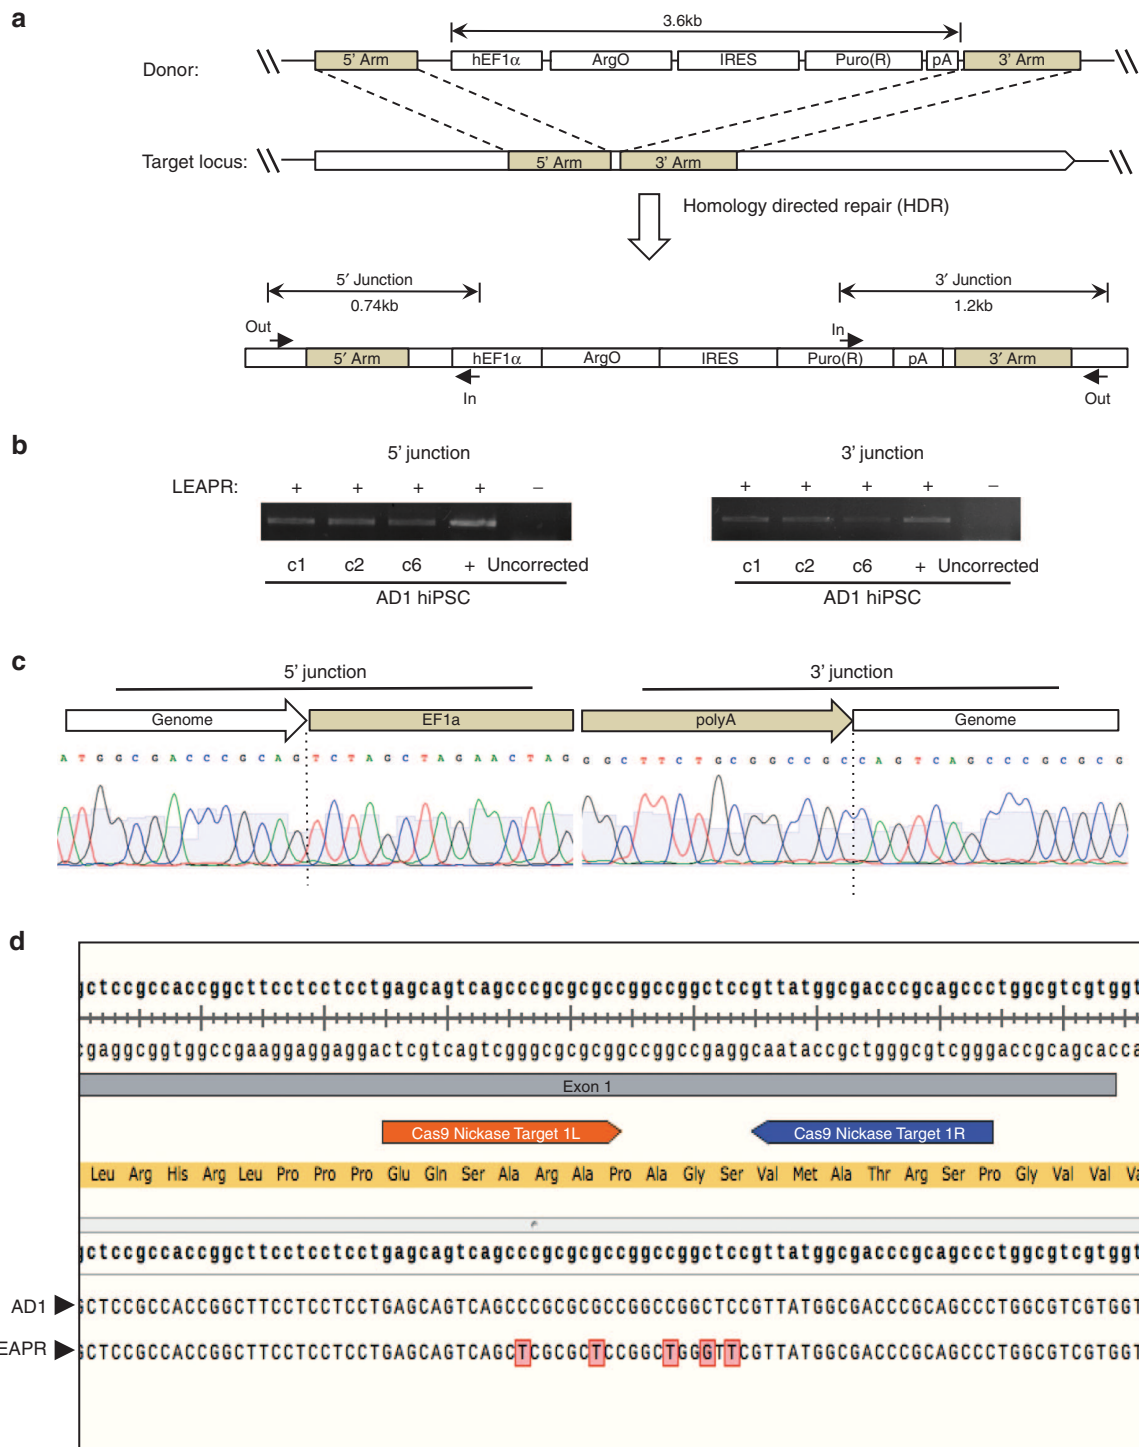 a
3.6kb
Donor:
5' Arm
hEF1α
ArgO
IRES
Puro(R)
pA
3' Arm
Target locus:
5' Arm
3' Arm
Homology directed repair (HDR)
5′ Junction
0.74kb
3′ Junction
1.2kb
Out
In
5′ Arm
hEF1α
ArgO
IRES
Puro(R)
pA
3′ Arm
In
Out
b
5' junction
3' junction
LEAPR: + + + + –
+ + + + –
c1 c2 c6 + Uncorrected
c1 c2 c6 + Uncorrected
AD1 hiPSC
AD1 hiPSC
c
5' junction
3' junction
Genome
EF1a
polyA
Genome
A T G G C G A C C C G C A G T C T A G C T A G A A C T A G
G G C T T C T G C G G C C G C C A G T C A G C C C G C G C G
d
gctccgccaccggcttcctcctcctgagcagtcagcccgcgcgccggccggctccgttatggcgacccgcagccctggcgtcgtggt
cgaggcggtggccgaaggaggaggactcgtcagtcgggcgcgcggccggccgaggcaataccgctgggcgtcgggaccgcagcacca
Exon 1
Cas9 Nickase Target 1L
Cas9 Nickase Target 1R
Leu Arg His Arg Leu Pro Pro Pro Glu Gln Ser Ala Arg Ala Pro Ala Gly Ser Val Met Ala Thr Arg Ser Pro Gly Val Val Va
gctccgccaccggcttcctcctcctgagcagtcagcccgcgcgccggccggctccgttatggcgacccgcagccctggcgtcgtggt
AD1
GCTCCGCCACCGGCTTCCTCCTCCTGAGCAGTCAGCCCGCGCGCCGGCCGGCTCCGTTATGGCGACCCGCAGCCCTGGCGTCGTGGT
EAPR
GCTCCGCCACCGGCTTCCTCCTCCTGAGCAGTCAGCTCGCGCTCCGGCTGGGTTCGTTATGGCGACCCGCAGCCCTGGCGTCGTGGT